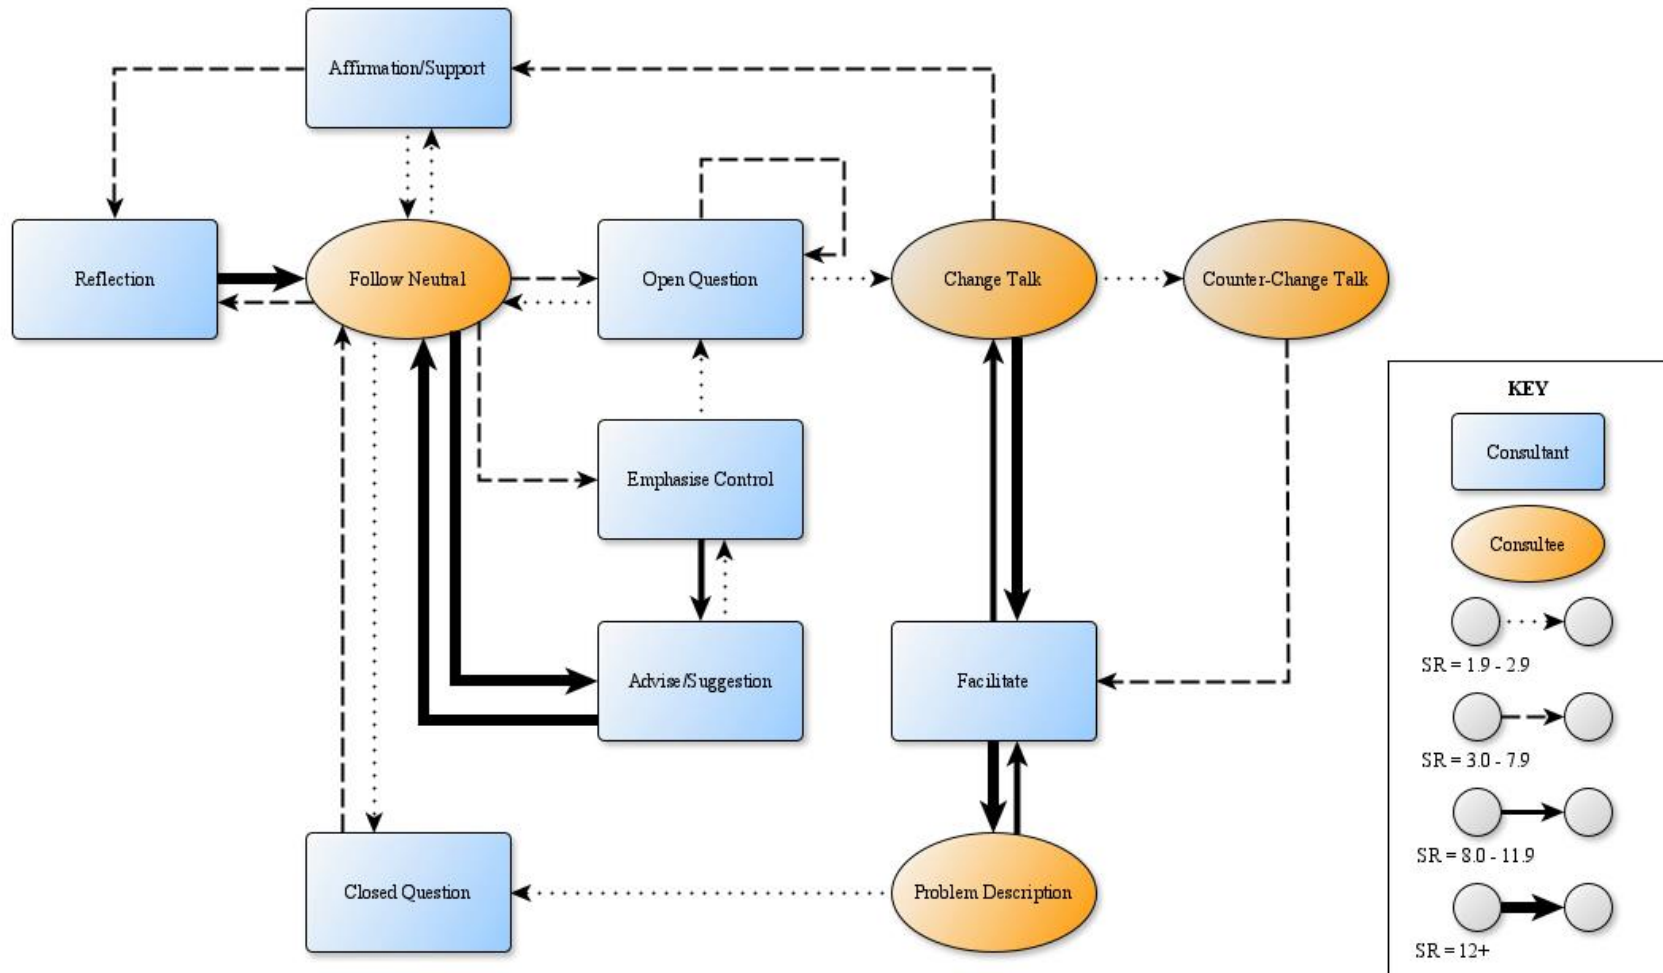 Affirmation/Support
Reflection
Follow Neutral
Open Question
Change Talk
Counter-Change Talk
Emphasise Control
Advise/Suggestion
Facilitate
Closed Question
Problem Description
KEY
Consultant
Consultee
SR = 1.9 - 2.9
SR = 3.0 - 7.9
SR = 8.0 - 11.9
SR = 12+